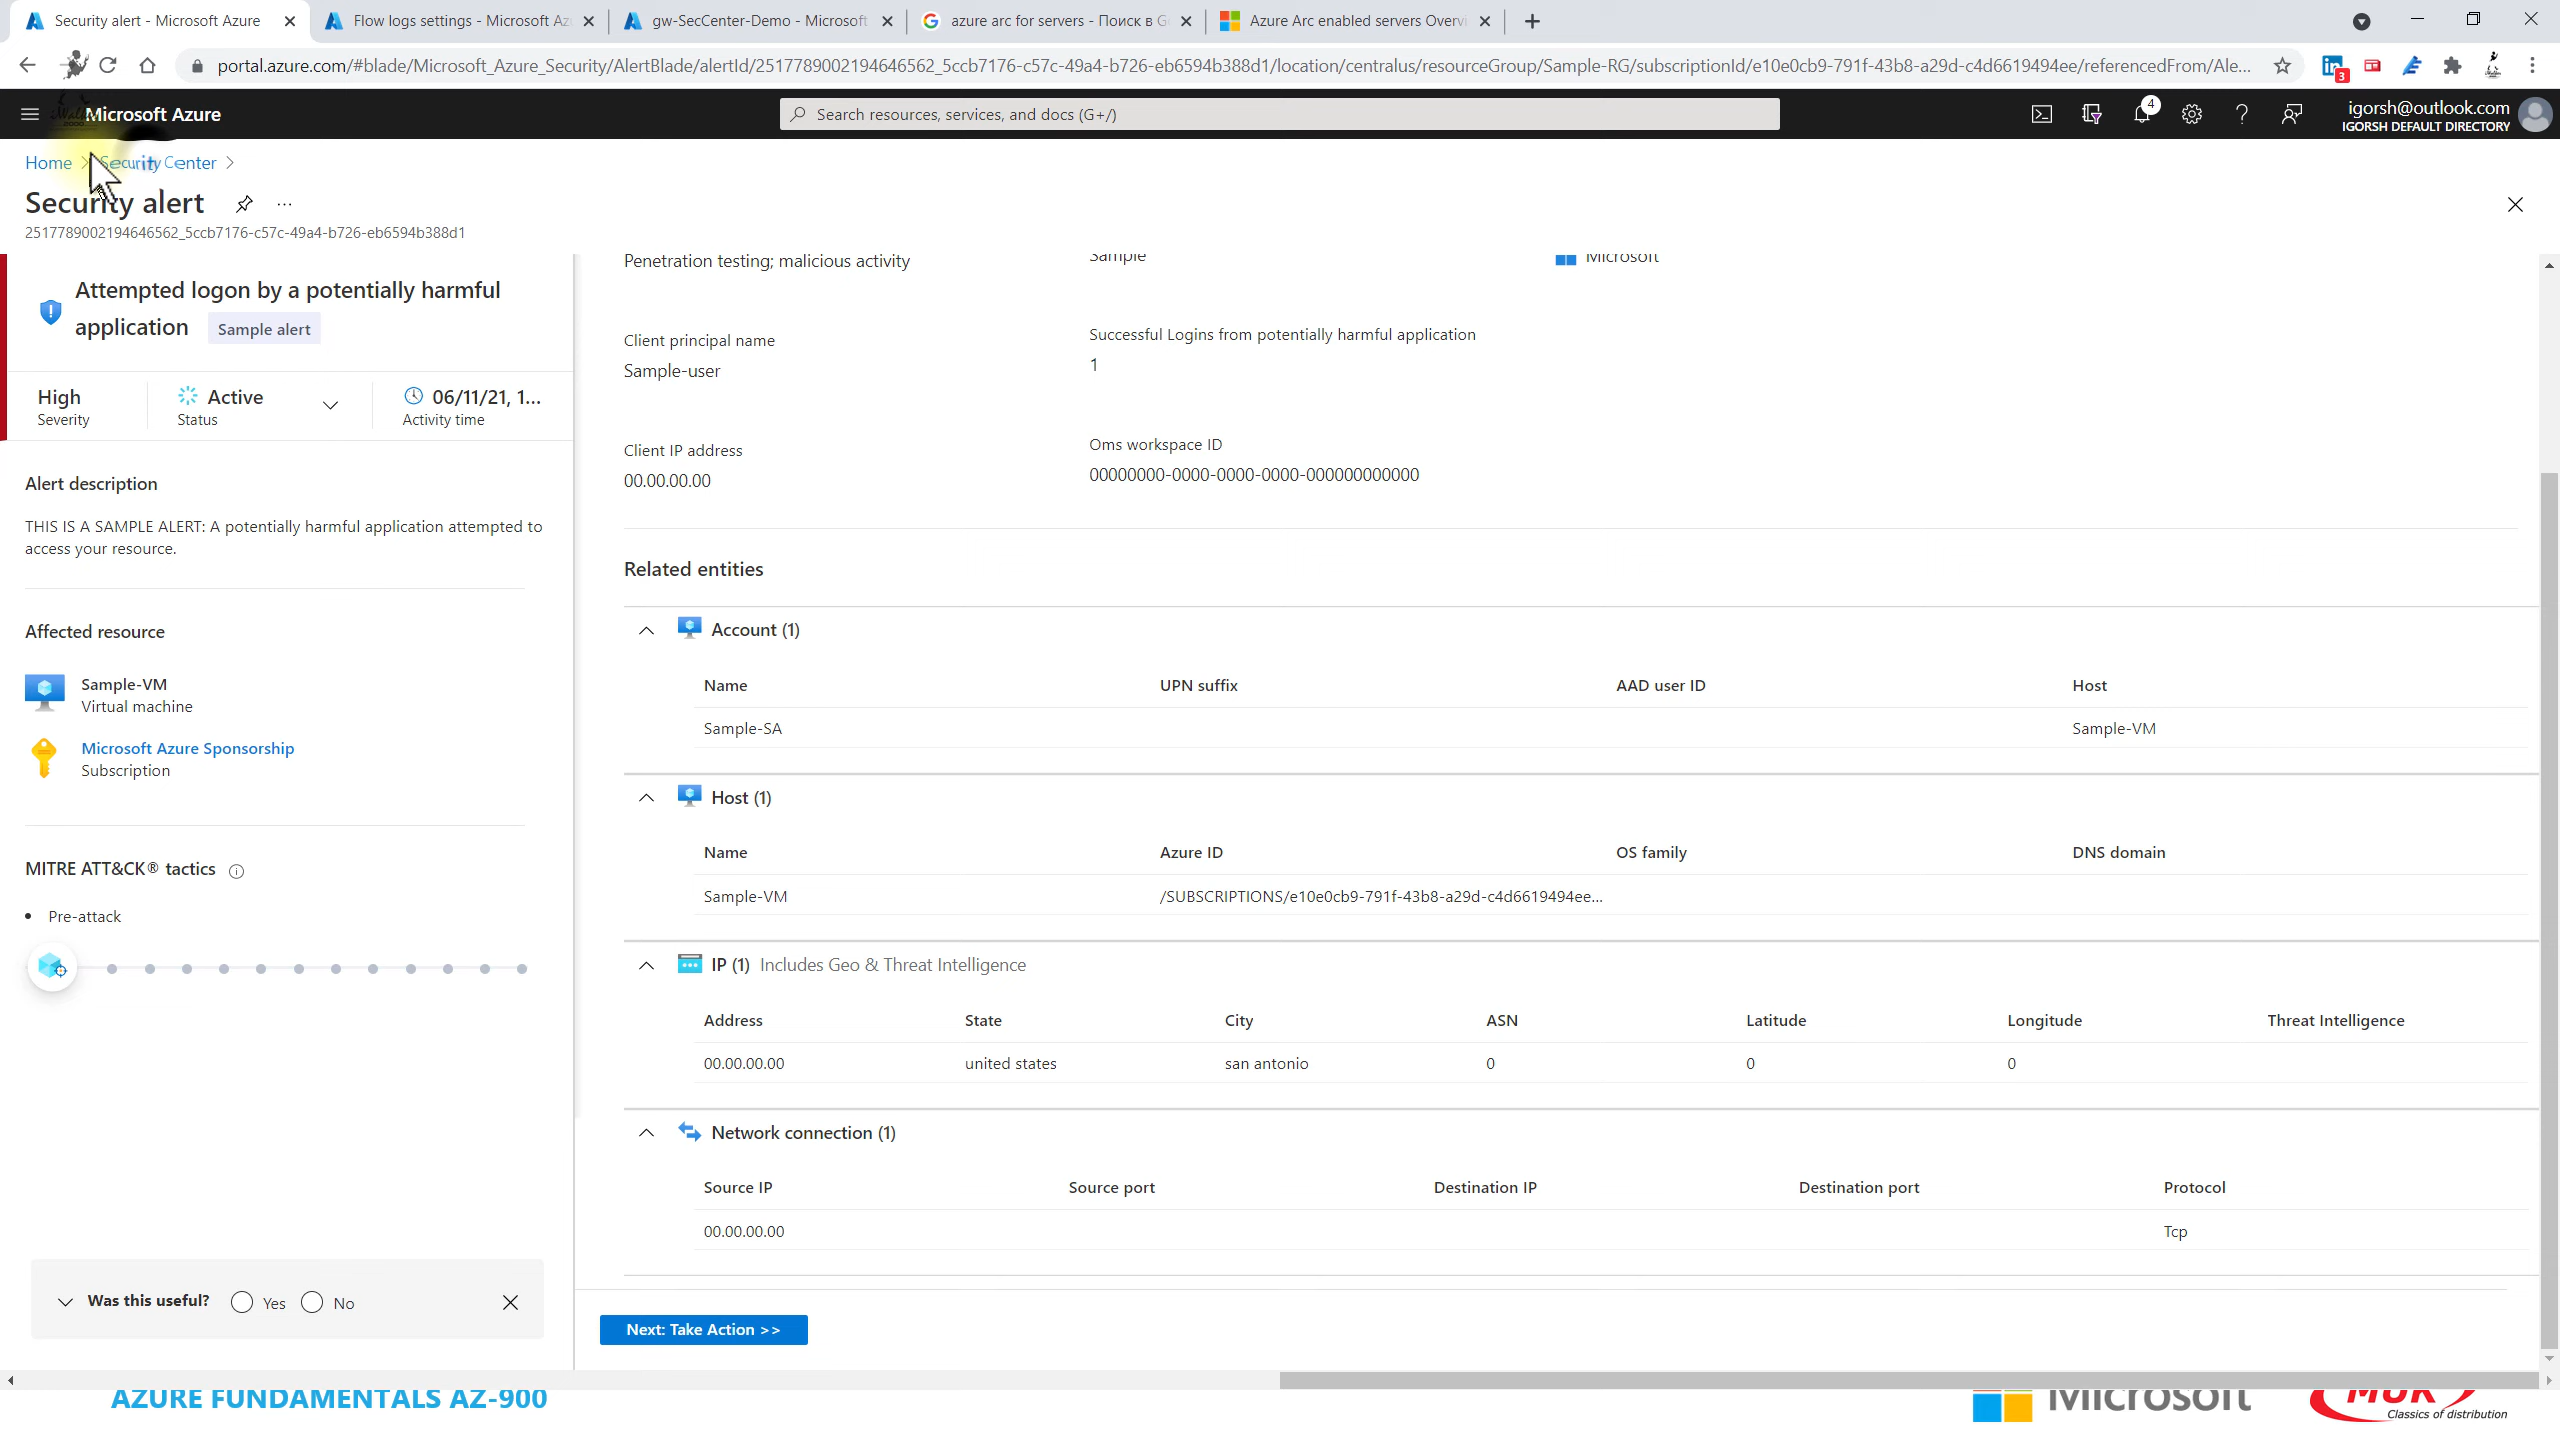 Security alert - Microsoft Azure
Flow logs settings - Microsoft Az
gw-SecCenter-Demo - Microsoft
azure arc for servers - Поиск в G
Azure Arc enabled servers Overvi
portal.azure.com/#blade/Microsoft_Azure_Security/AlertBlade/alertId/2517789002194646562_5ccb7176-c57c-49a4-b726-eb6594b388d1/location/centralus/resourceGroup/Sample-RG/subscriptionId/e10e0cb9-791f-43b8-a29d-c4d6619494ee/referencedFrom/Ale...
3
Microsoft Azure
Search resources, services, and docs (G+/)
4
igorsh@outlook.com
IGORSH DEFAULT DIRECTORY
Home > Security Center >
Security alert
2517789002194646562_5ccb7176-c57c-49a4-b726-eb6594b388d1
Attempted logon by a potentially harmful
application Sample alert
High
Severity
Active
Status
06/11/21, 1...
Activity time
Alert description
THIS IS A SAMPLE ALERT: A potentially harmful application attempted to
access your resource.
Affected resource
Sample-VM
Virtual machine
Microsoft Azure Sponsorship
Subscription
MITRE ATT&CK® tactics
• Pre-attack
Was this useful? Yes No
Penetration testing; malicious activity
Sample
Microsoft
Client principal name
Sample-user
Successful Logins from potentially harmful application
1
Client IP address
00.00.00.00
Oms workspace ID
00000000-0000-0000-0000-000000000000
Related entities
Account (1)
Name UPN suffix AAD user ID Host
Sample-SA Sample-VM
Host (1)
Name Azure ID OS family DNS domain
Sample-VM /SUBSCRIPTIONS/e10e0cb9-791f-43b8-a29d-c4d6619494ee...
IP (1) Includes Geo & Threat Intelligence
Address State City ASN Latitude Longitude Threat Intelligence
00.00.00.00 united states san antonio 0 0 0
Network connection (1)
Source IP Source port Destination IP Destination port Protocol
00.00.00.00 Tcp
Next: Take Action >>
AZURE FUNDAMENTALS AZ-900
Microsoft
MUK
Classics of distribution